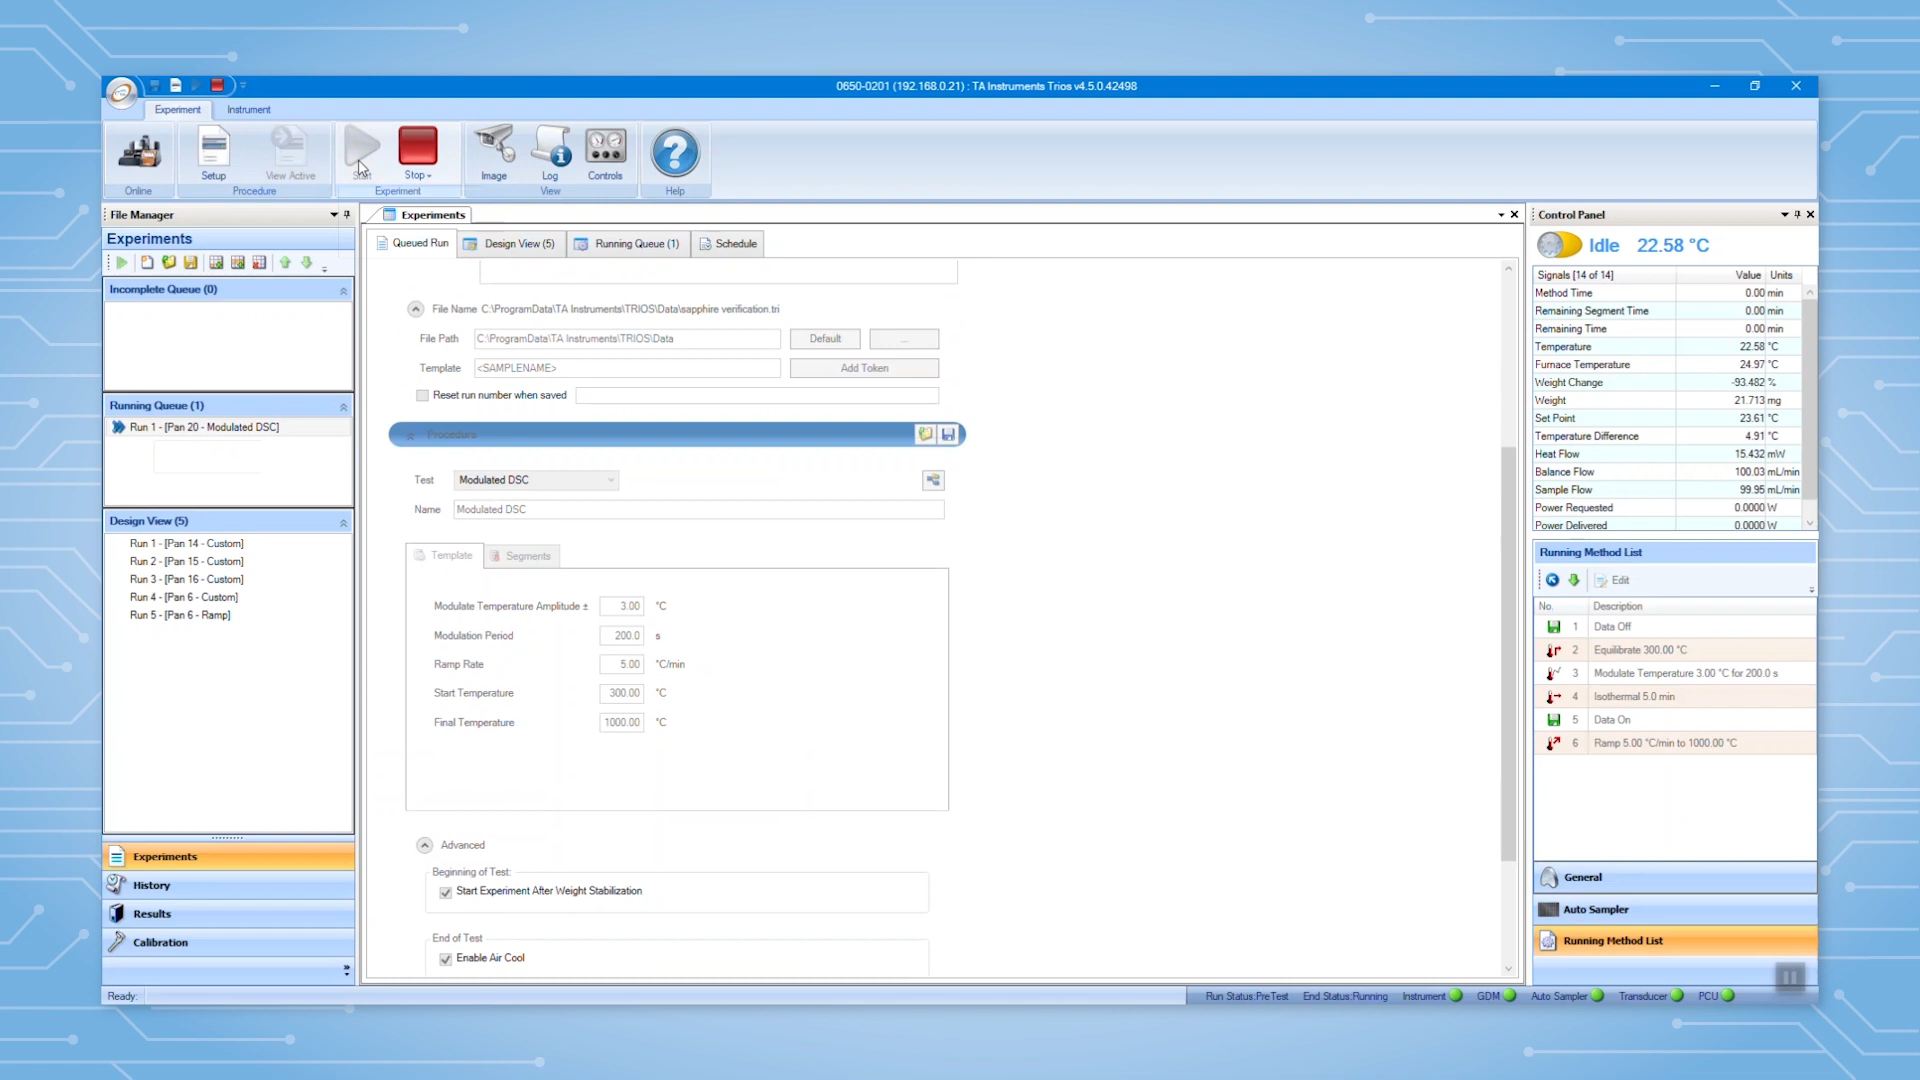 0650-0201 (192.168.0.21) : TA Instruments Trios v4.5.0.42498
Experiment Instrument
Setup View Active Start Stop Image Log Controls
Online Procedure Experiment View Help
File Manager
Experiments
Incomplete Queue (0)
Running Queue (1)
Run 1 - [Pan 20 - Modulated DSC]
Design View (5)
Run 1 - [Pan 14 - Custom]
Run 2 - [Pan 15 - Custom]
Run 3 - [Pan 16 - Custom]
Run 4 - [Pan 6 - Custom]
Run 5 - [Pan 6 - Ramp]
Experiments
History
Results
Calibration
Experiments
Queued Run Design View (5) Running Queue (1) Schedule
File Name C:\ProgramData\TA Instruments\TRIOS\Data\sapphire verification.tri
File Path C:\ProgramData\TA Instruments\TRIOS\Data Default ...
Template <SAMPLENAME> Add Token
Reset run number when saved
Procedure
Test Modulated DSC
Name Modulated DSC
Template Segments
Modulate Temperature Amplitude ± 3.00 °C
Modulation Period 200.0 s
Ramp Rate 5.00 °C/min
Start Temperature 300.00 °C
Final Temperature 1000.00 °C
Advanced
Beginning of Test:
Start Experiment After Weight Stabilization
End of Test
Enable Air Cool
Control Panel
Idle 22.58 °C
Signals [14 of 14] Value Units
Method Time 0.00 min
Remaining Segment Time 0.00 min
Remaining Time 0.00 min
Temperature 22.58 °C
Furnace Temperature 24.97 °C
Weight Change -93.482 %
Weight 21.713 mg
Set Point 23.61 °C
Temperature Difference 4.91 °C
Heat Flow 15.432 mW
Balance Flow 100.03 mL/min
Sample Flow 99.95 mL/min
Power Requested 0.0000 W
Power Delivered 0.0000 W
Running Method List
Edit
No. Description
1 Data Off
2 Equilibrate 300.00 °C
3 Modulate Temperature 3.00 °C for 200.0 s
4 Isothermal 5.0 min
5 Data On
6 Ramp 5.00 °C/min to 1000.00 °C
General
Auto Sampler
Running Method List
Ready: Run Status:PreTest End Status:Running Instrument GDM Auto Sampler Transducer PCU